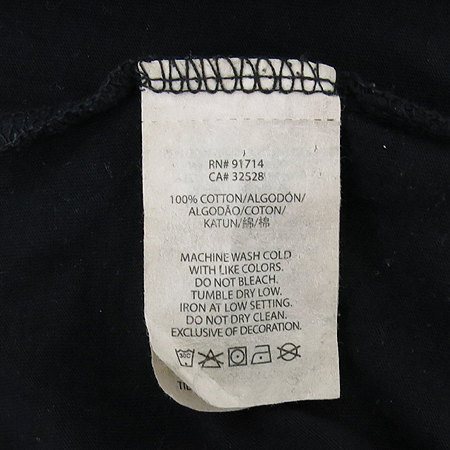 RN# 91714
CA# 32528
100% COTTON/ALGODÓN/
ALGODÃO/COTON/
KATUN/綿/棉
MACHINE WASH COLD
WITH LIKE COLORS.
DO NOT BLEACH.
TUMBLE DRY LOW.
IRON AT LOW SETTING.
DO NOT DRY CLEAN.
EXCLUSIVE OF DECORATION.
30C